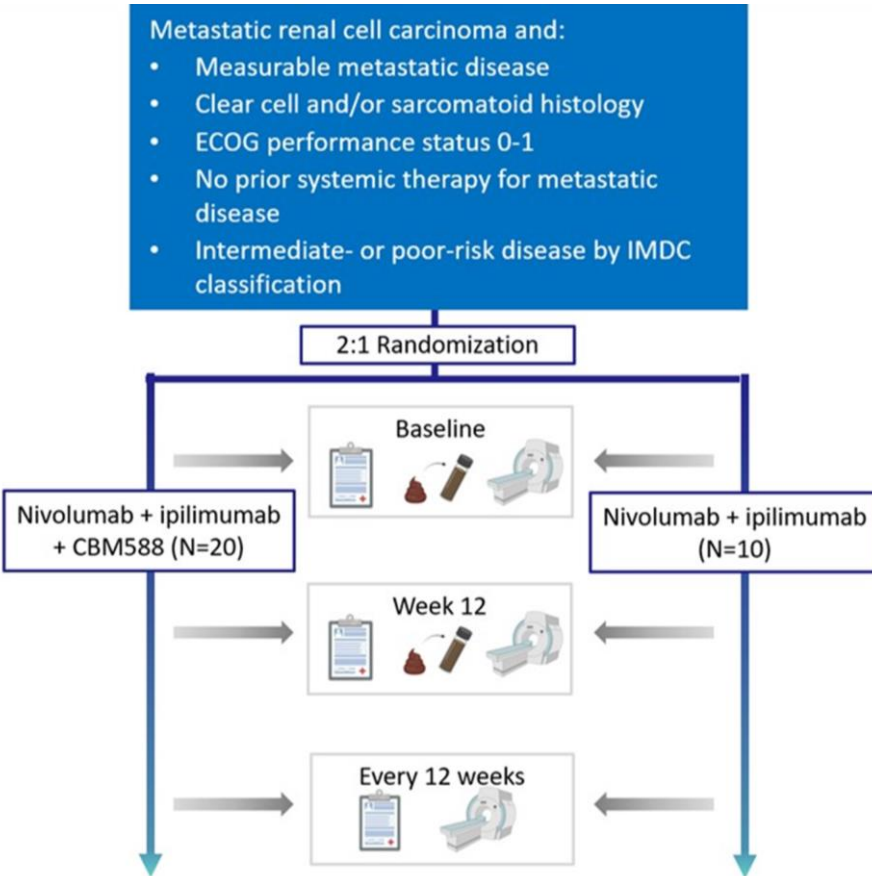 Metastatic renal cell carcinoma and:
• Measurable metastatic disease
• Clear cell and/or sarcomatoid histology
• ECOG performance status 0-1
• No prior systemic therapy for metastatic
disease
• Intermediate- or poor-risk disease by IMDC
classification
2:1 Randomization
Baseline
Nivolumab + ipilimumab
+ CBM588 (N=20)
Nivolumab + ipilimumab
(N=10)
Week 12
Every 12 weeks